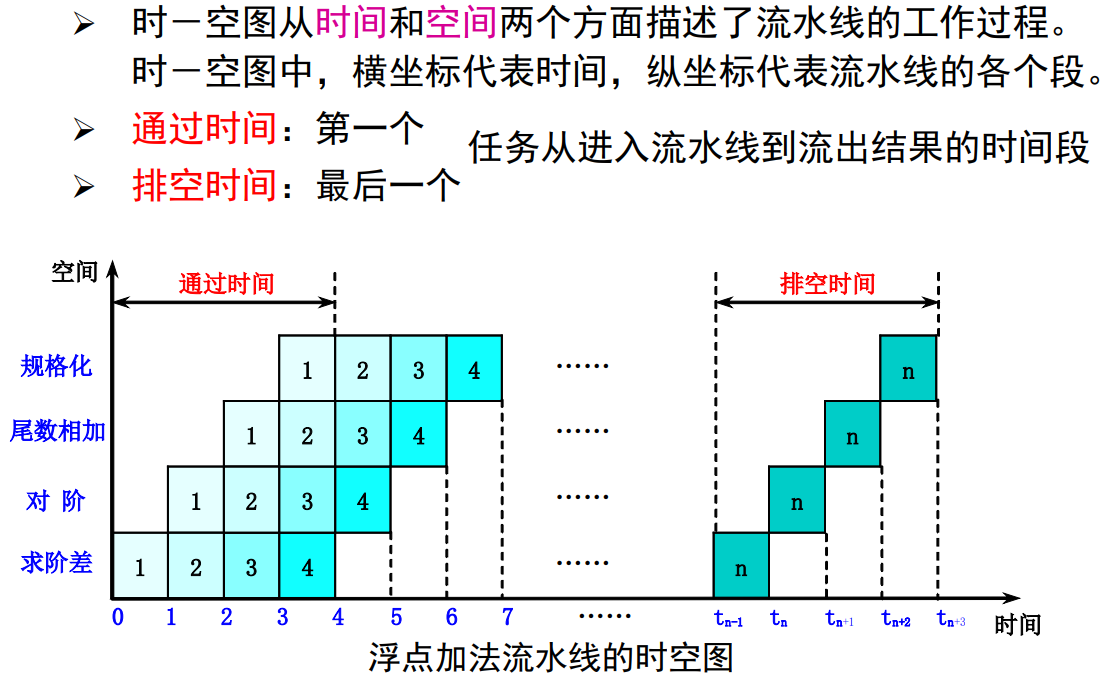 ➢ 时－空图从时间和空间两个方面描述了流水线的工作过程。
时－空图中，横坐标代表时间，纵坐标代表流水线的各个段。
➢ 通过时间：第一个
任务从进入流水线到流出结果的时间段
➢ 排空时间：最后一个
空间
通过时间
排空时间
规格化 1 2 3 4 …… n
尾数相加 1 2 3 4 …… n
对 阶 1 2 3 4 …… n
求阶差 1 2 3 4 …… n
0 1 2 3 4 5 6 7 …… tn-1 tn tn+1 tn+2 tn+3
时间
浮点加法流水线的时空图